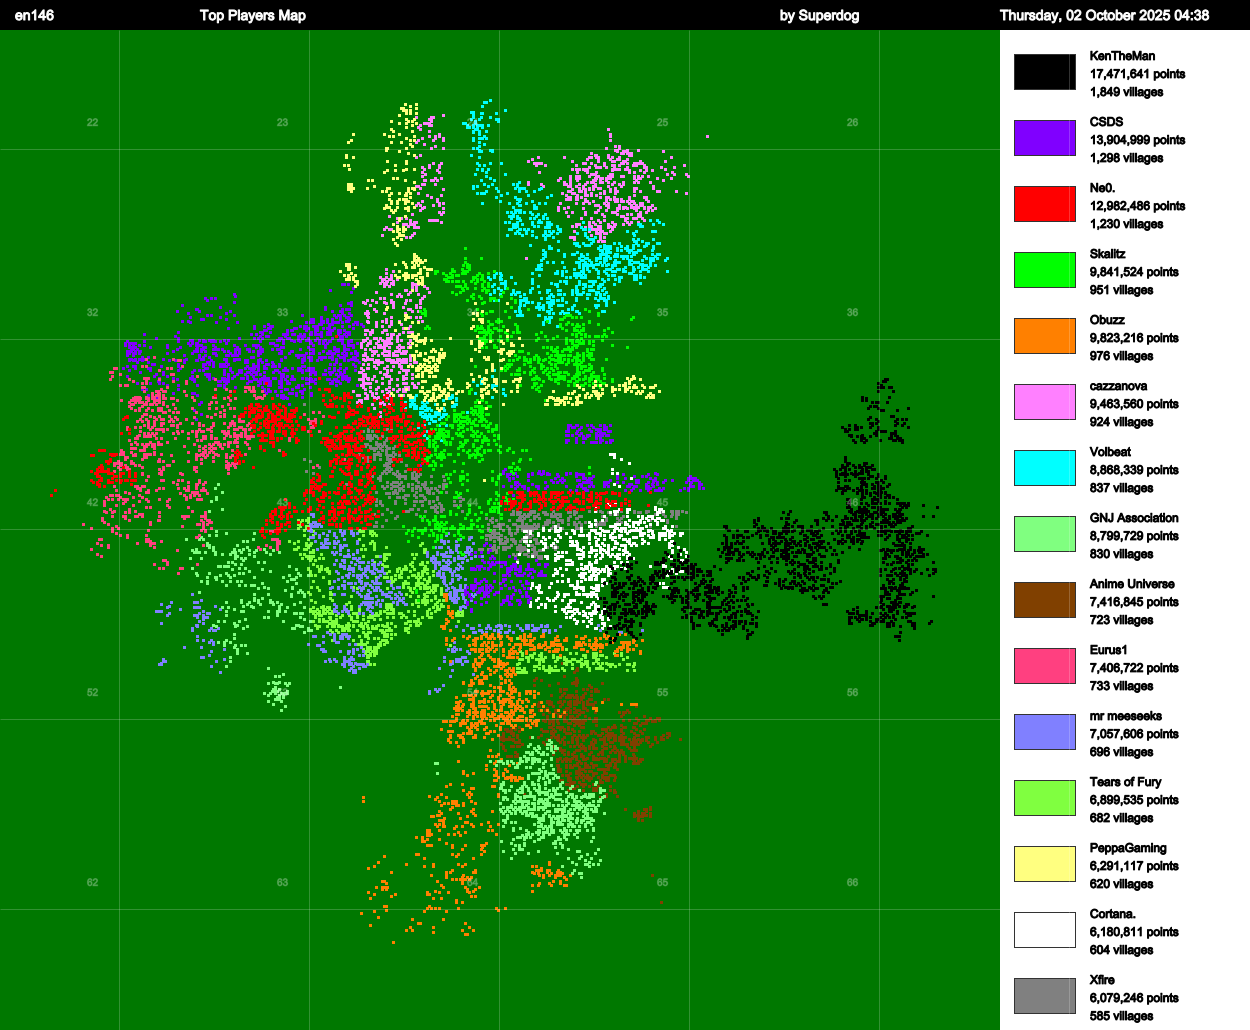 en146 Top Players Map by Superdog Thursday, 02 October 2025 04:38
KenTheMan
17,471,641 points
1,849 villages
CSDS
13,904,999 points
1,298 villages
Ne0.
12,982,486 points
1,230 villages
Skalitz
9,841,524 points
951 villages
Obuzz
9,823,216 points
976 villages
cazzanova
9,463,560 points
924 villages
Volbeat
8,868,339 points
837 villages
GNJ Association
8,799,729 points
830 villages
Anime Universe
7,416,845 points
723 villages
Eurus1
7,406,722 points
733 villages
mr meeseeks
7,057,606 points
696 villages
Tears of Fury
6,899,535 points
682 villages
PeppaGaming
6,291,117 points
620 villages
Cortana.
6,180,811 points
604 villages
Xfire
6,079,246 points
585 villages
22 23 25 26
32 33 35 36
42 43 45
52 55 56
62 63 64 65 66